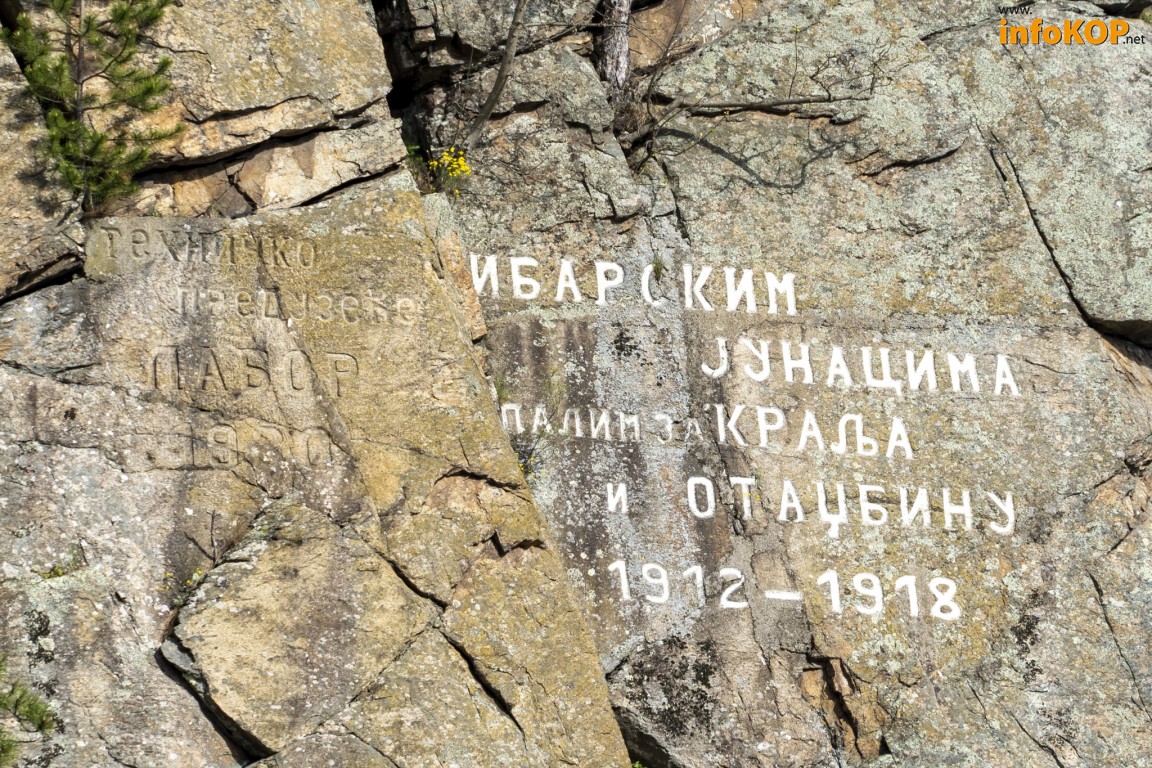 www.
infoKOP.net
ТЕХНИЧКО
ПРЕДУЗЕЋЕ
ЛАБОР
1930
ИБАРСКИМ
ЈУНАЦИМА
ПАЛИМ ЗА КРАЉА
И ОТАЏБИНУ
1912–1918